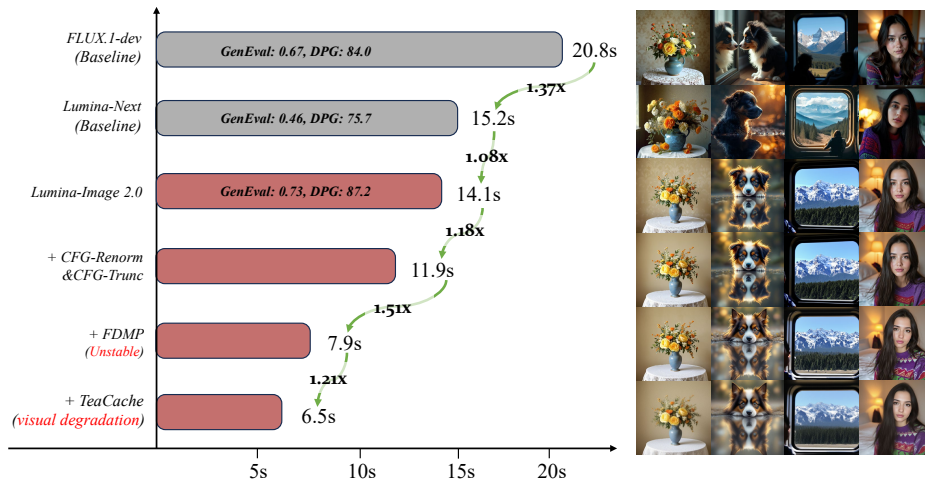 FLUX.1-dev
(Baseline)
GenEval: 0.67, DPG: 84.0
20.8s
1.37x
Lumina-Next
(Baseline)
GenEval: 0.46, DPG: 75.7
15.2s
1.08x
Lumina-Image 2.0
GenEval: 0.73, DPG: 87.2
14.1s
1.18x
+ CFG-Renorm
&CFG-Trunc
11.9s
1.51x
+ FDMP
(Unstable)
7.9s
1.21x
+ TeaCache
(visual degradation)
6.5s
5s
10s
15s
20s